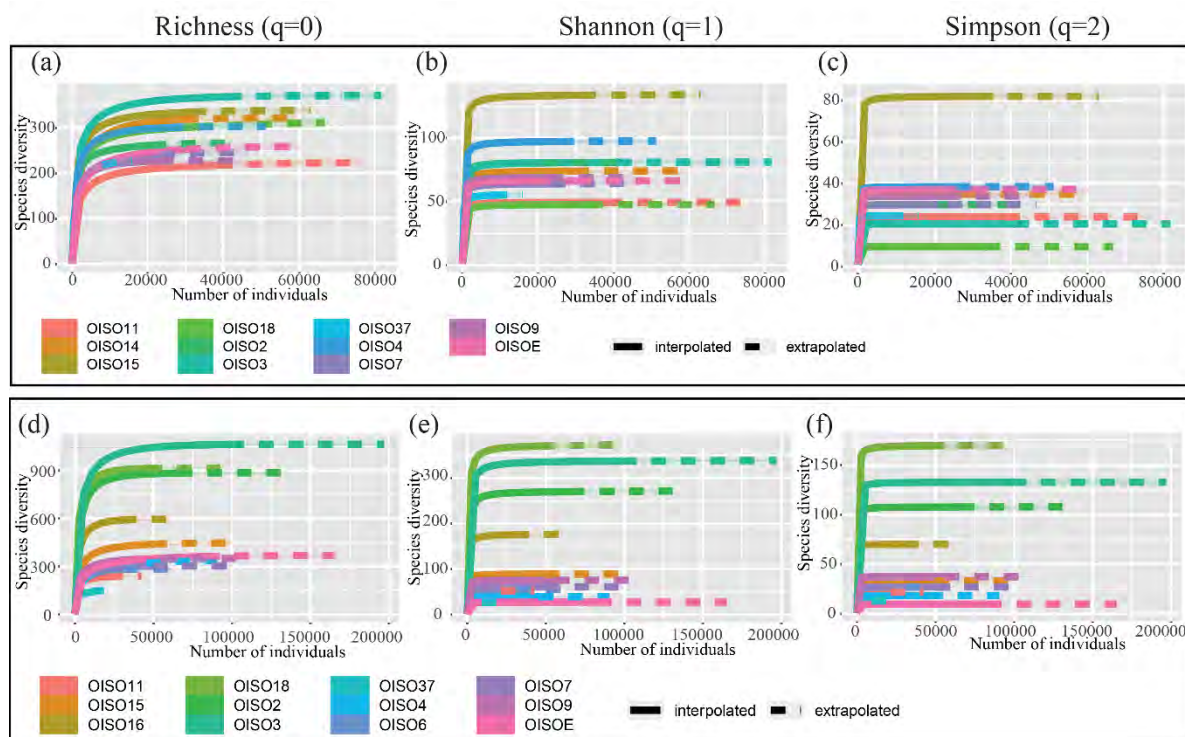 Richness (q=0) Shannon (q=1) Simpson (q=2)
(a) (b) (c)
Species diversity Species diversity Species diversity
300 200 100 0
100 50 0
80 60 40 20 0
0 20000 40000 60000 80000 0 20000 40000 60000 80000 0 20000 40000 60000 80000
Number of individuals Number of individuals Number of individuals
OISO11 OISO18 OISO37 OISO9
OISO14 OISO2 OISO4 OISOE interpolated extrapolated
OISO15 OISO3 OISO7
(d) (e) (f)
Species diversity Species diversity Species diversity
900 600 300 0
300 200 100 0
150 100 50 0
0 50000 100000 150000 200000 0 50000 100000 150000 200000 0 50000 100000 150000 200000
Number of individuals Number of individuals Number of individuals
OISO11 OISO18 OISO37 OISO7
OISO15 OISO2 OISO4 OISO9 interpolated extrapolated
OISO16 OISO3 OISO6 OISOE